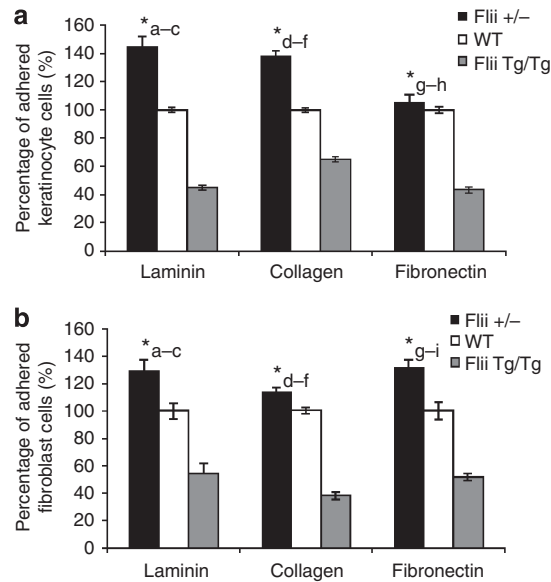 a
Percentage of adhered
keratinocyte cells (%)
160
140
120
100
80
60
40
20
0
* a–c
* d–f
* g–h
Flii +/–
WT
Flii Tg/Tg
Laminin
Collagen
Fibronectin
b
Percentage of adhered
fibroblast cells (%)
160
140
120
100
80
60
40
20
0
* a–c
* d–f
* g–i
Flii +/–
WT
Flii Tg/Tg
Laminin
Collagen
Fibronectin